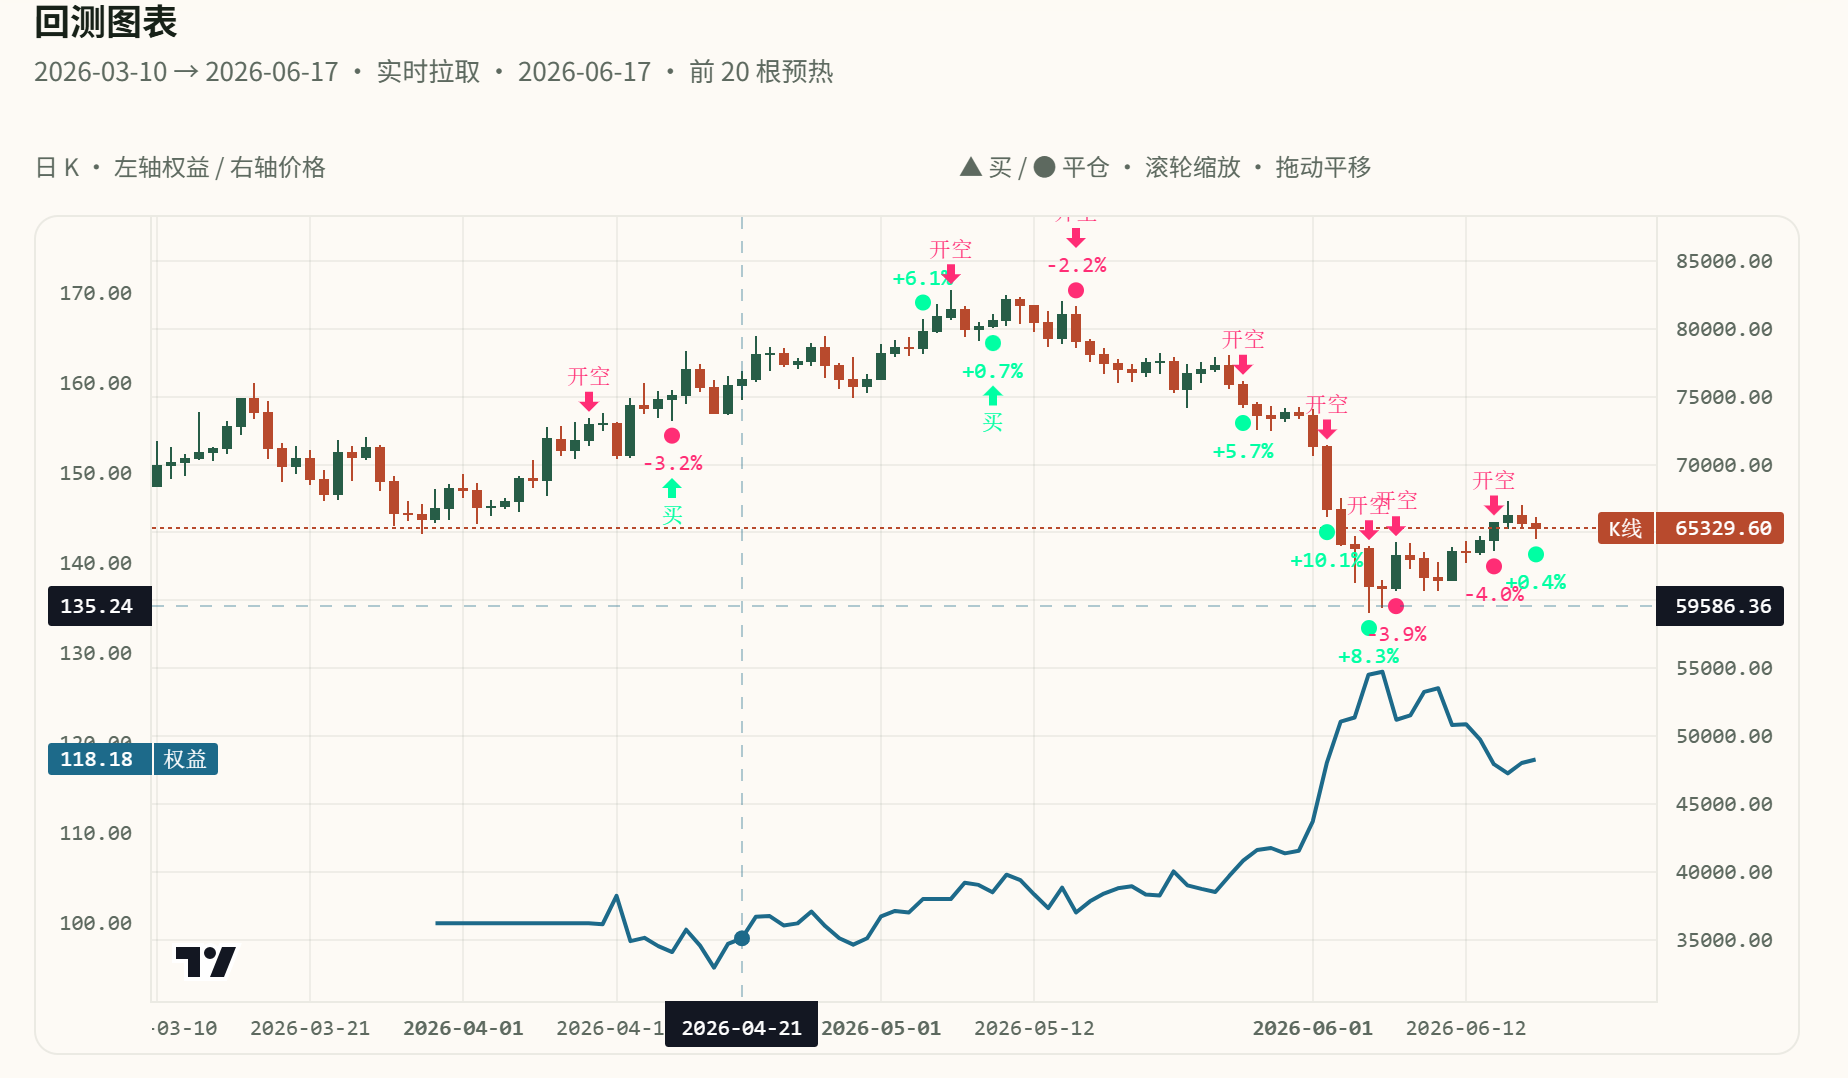 回测图表
2026-03-10 → 2026-06-17 · 实时拉取 · 2026-06-17 · 前 20 根预热
日 K · 左轴权益 / 右轴价格
▲ 买 / ● 平仓 · 滚轮缩放 · 拖动平移
170.00
160.00
150.00
140.00
135.24
130.00
120.00
118.18 权益
110.00
100.00
开空
-2.2%
开空
+6.1%
+0.7%
买
开空
-3.2%
买
开空
+5.7%
开空
+10.1%
开空
开空
+8.3%
-3.9%
开空
-4.0%
+0.4%
85000.00
80000.00
75000.00
70000.00
K线 65329.60
59586.36
55000.00
50000.00
45000.00
40000.00
35000.00
-03-10
2026-03-21
2026-04-01
2026-04-1
2026-04-21
2026-05-01
2026-05-12
2026-06-01
2026-06-12